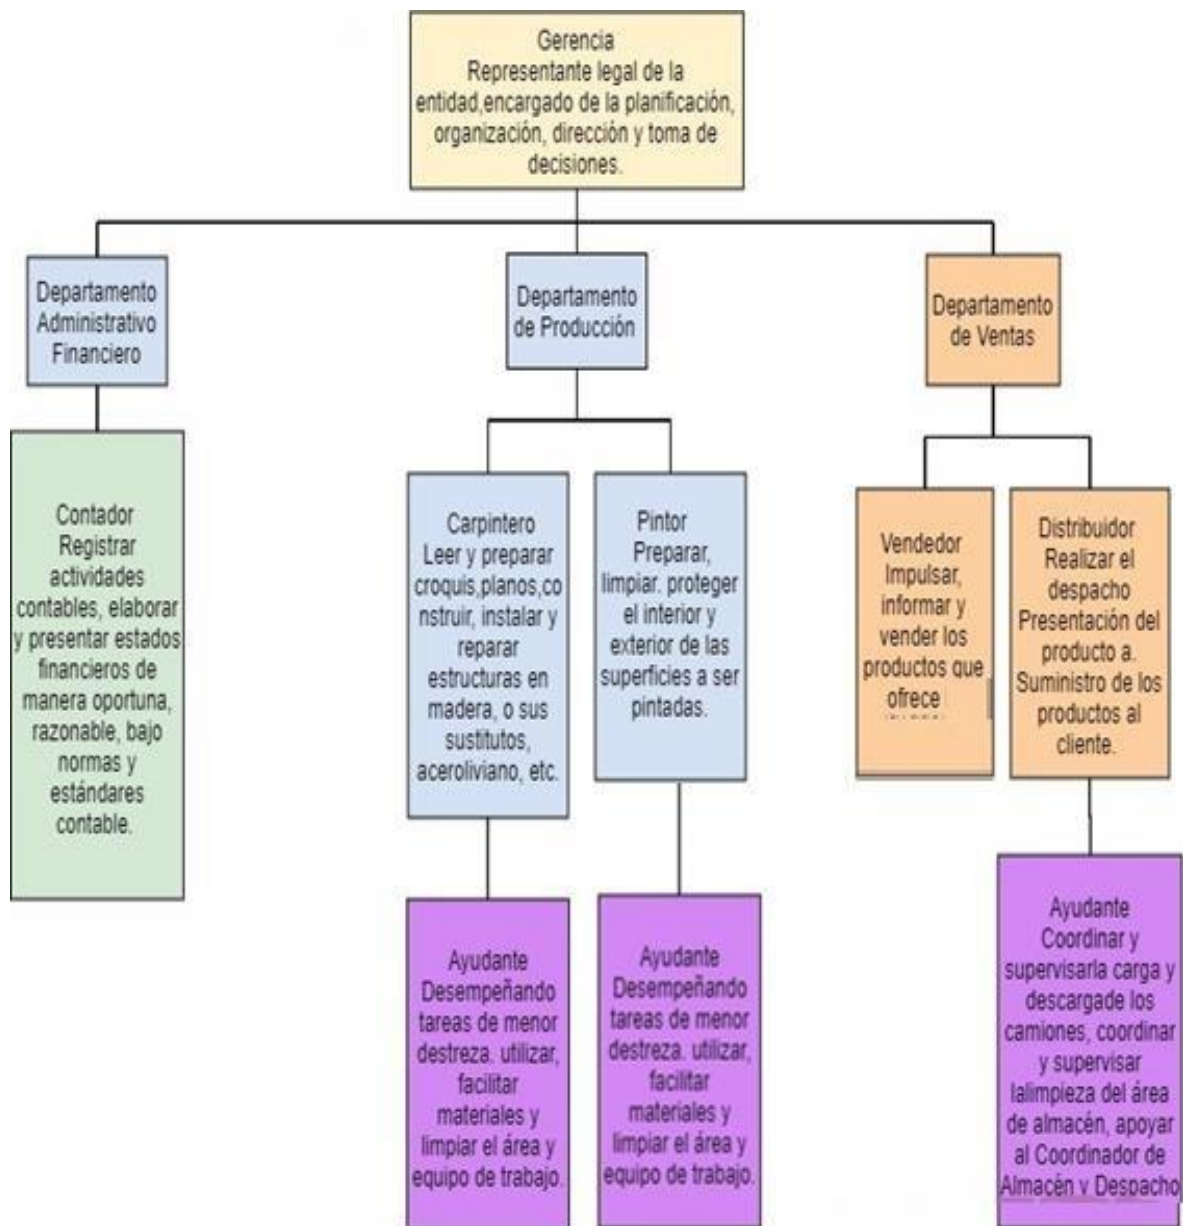 Gerencia
Representante legal de la
entidad,encargado de la planificación,
organización, dirección y toma de
decisiones.
Departamento
Administrativo
Financiero
Departamento
de Producción
Departamento
de Ventas
Contador
Registrar
actividades
contables, elaborar
y presentar estados
financieros de
manera oportuna,
razonable, bajo
normas y
estándares
contable.
Carpintero
Leer y preparar
croquis,planos,co
nstruir, instalar y
reparar
estructuras en
madera, o sus
sustitutos,
aceroliviano, etc.
Pintor
Preparar,
limpiar. proteger
el interior y
exterior de las
superficies a ser
pintadas.
Vendedor
Impulsar,
informar y
vender los
productos que
ofrece
Distribuidor
Realizar el
despacho
Presentación del
producto a.
Suministro de los
productos al
cliente.
Ayudante
Desempeñando
tareas de menor
destreza. utilizar,
facilitar
materiales y
limpiar el área y
equipo de trabajo.
Ayudante
Desempeñando
tareas de menor
destreza. utilizar,
facilitar
materiales y
limpiar el área y
equipo de trabajo.
Ayudante
Coordinar y
supervisarla carga y
descargade los
camiones, coordinar
y supervisar
lalimpieza del área
de almacén, apoyar
al Coordinador de
Almacén y Despacho